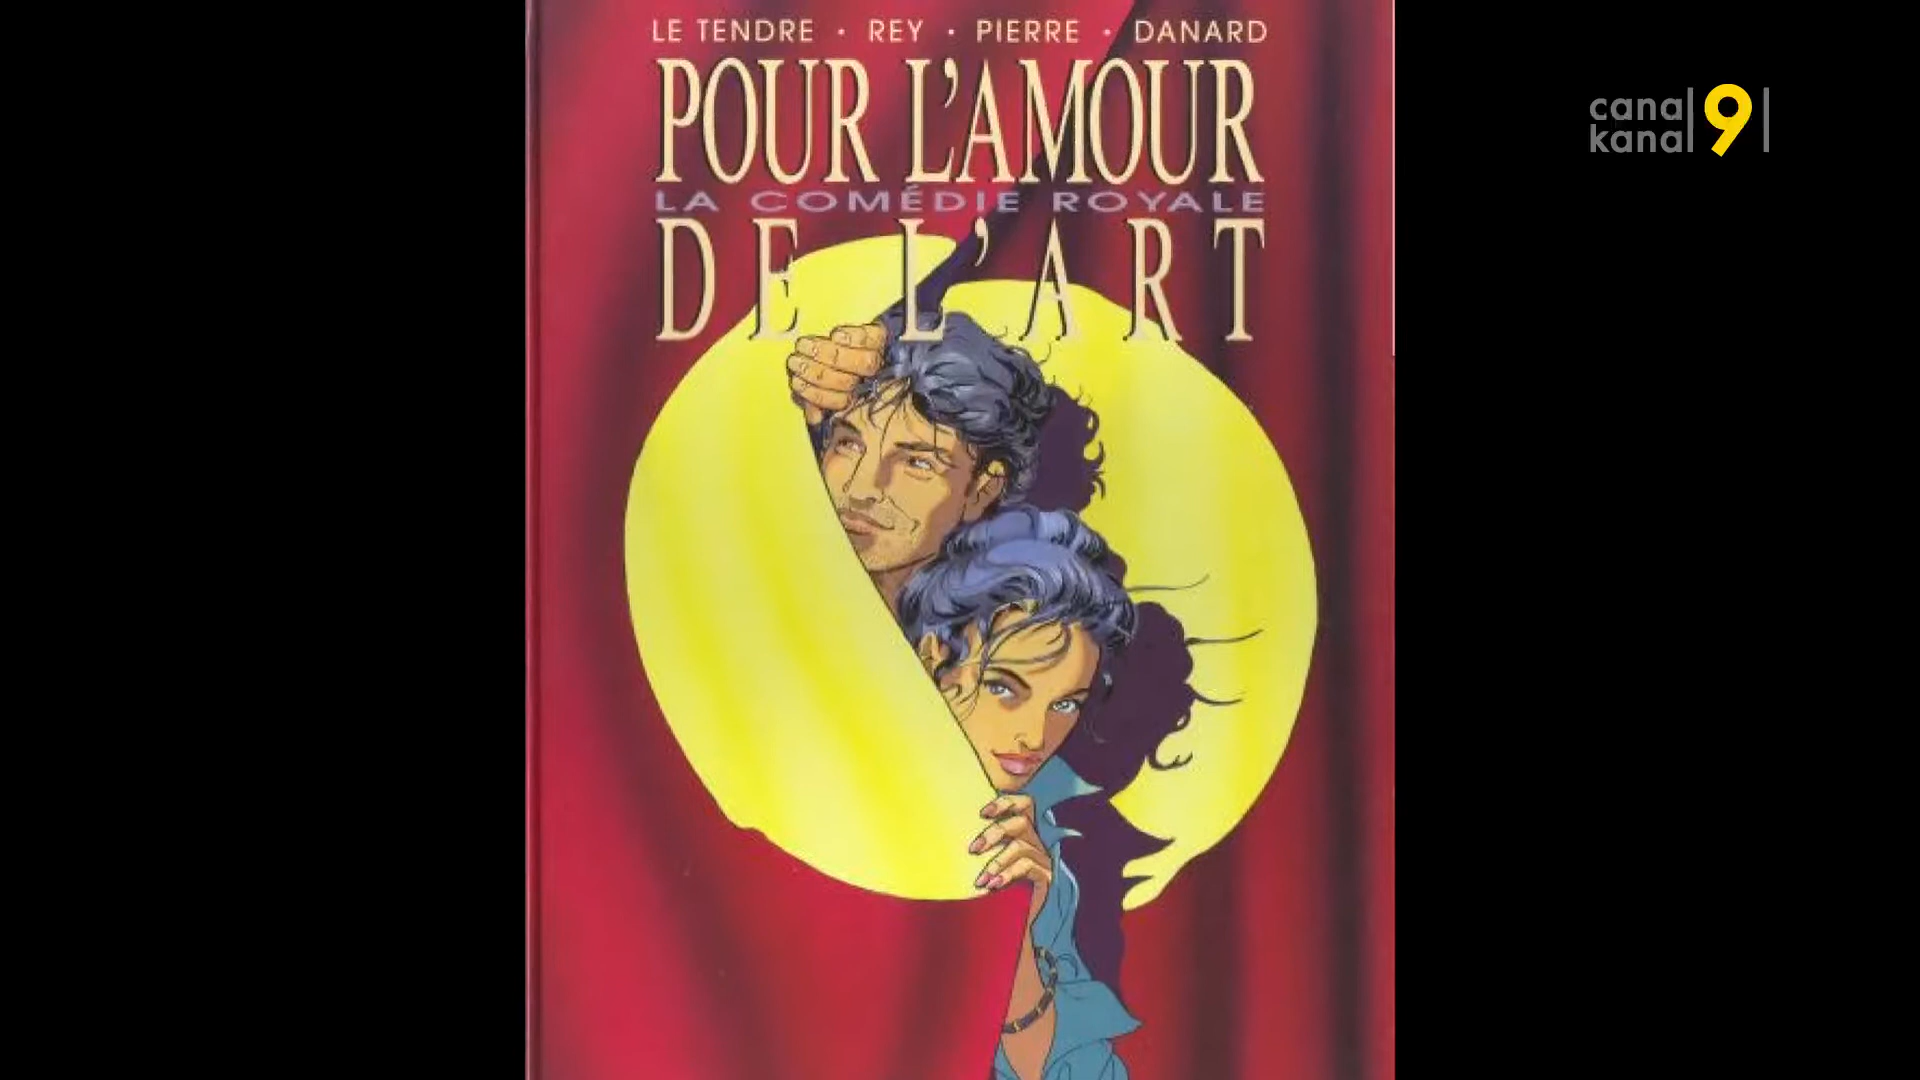 LE TENDRE • REY • PIERRE • DANARD
POUR L'AMOUR
LA COMÉDIE ROYALE
DE L'ART
canal 9
kanal